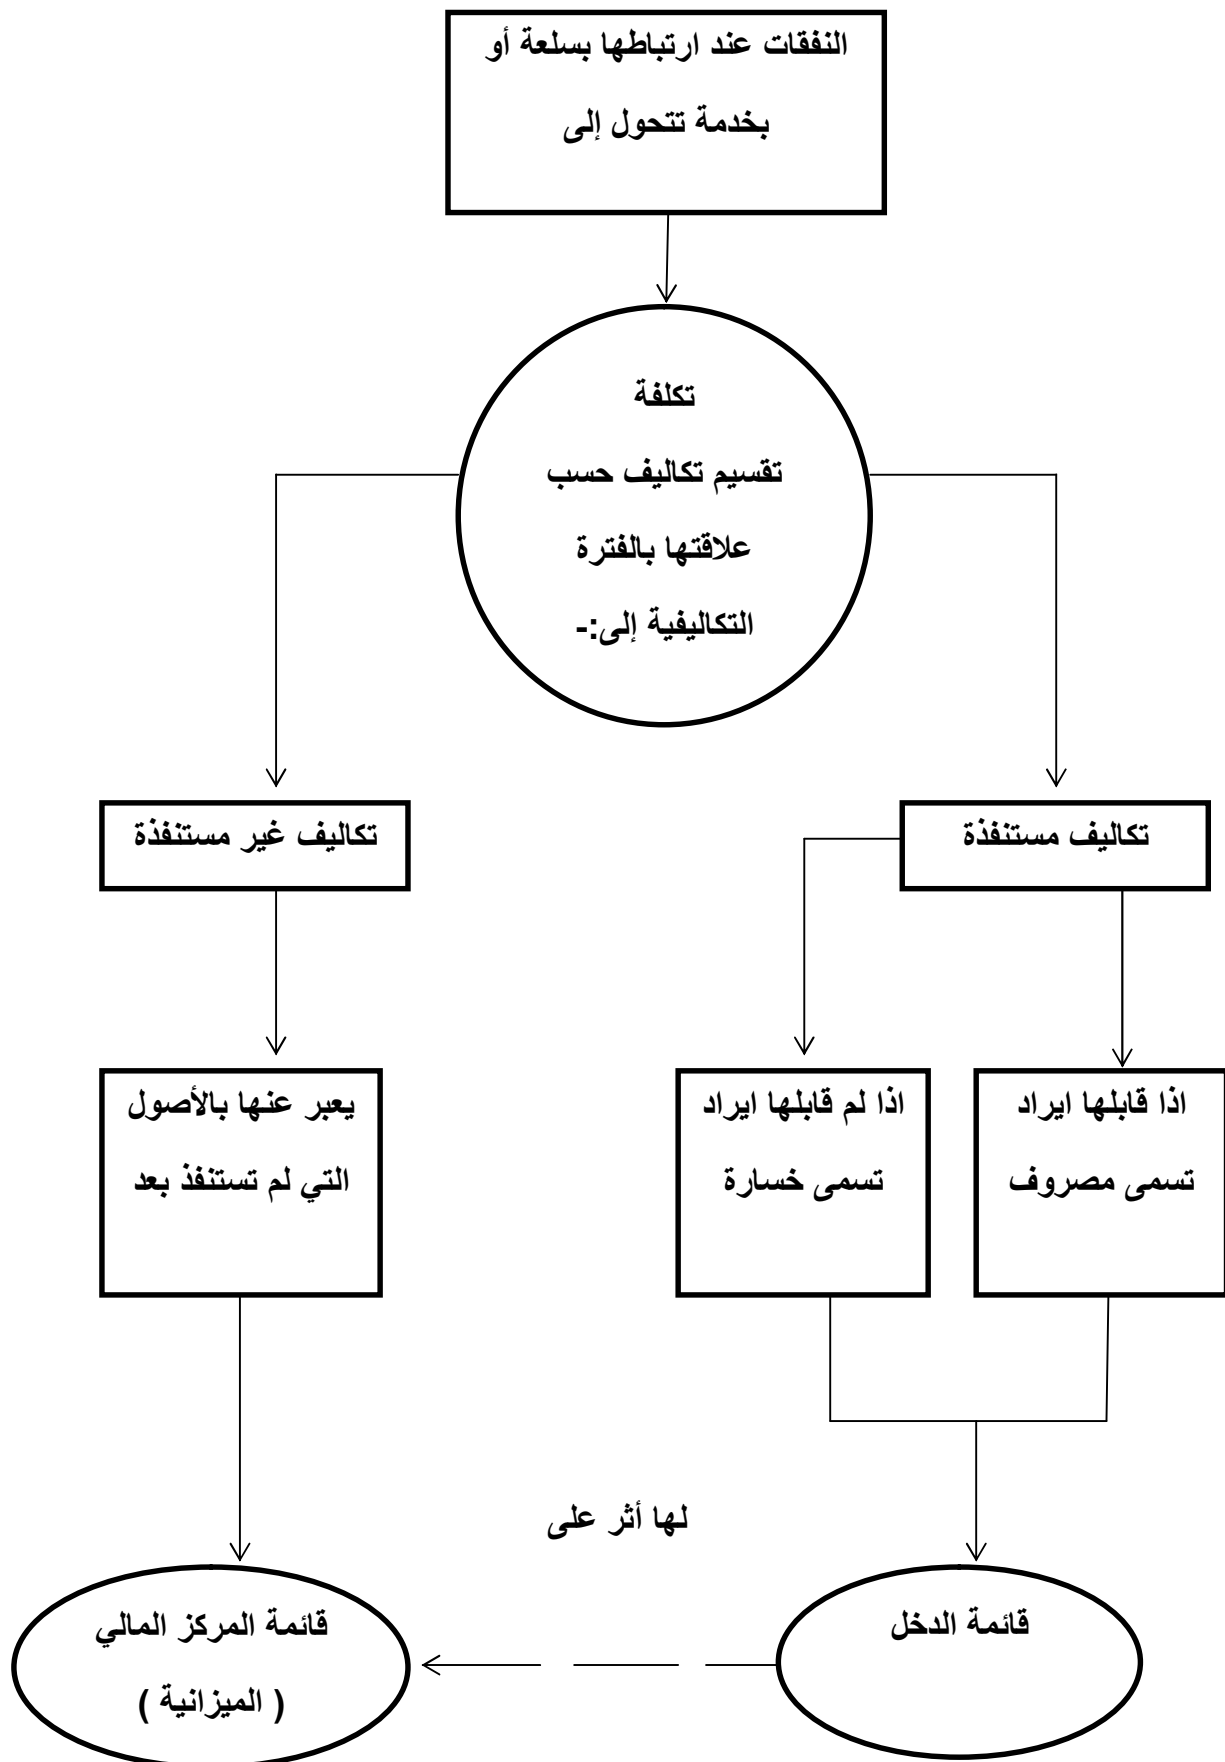 النفقات عند ارتباطها بسلعة أو
بخدمة تتحول إلى
تكلفة
تقسيم تكاليف حسب
علاقتها بالفترة
التكاليفية إلى:-
تكاليف مستنفذة
تكاليف غير مستنفذة
اذا قابلها ايراد
تسمى مصروف
اذا لم قابلها ايراد
تسمى خسارة
يعبر عنها بالأصول
التي لم تستنفذ بعد
لها أثر على
قائمة الدخل
قائمة المركز المالي
( الميزانية )